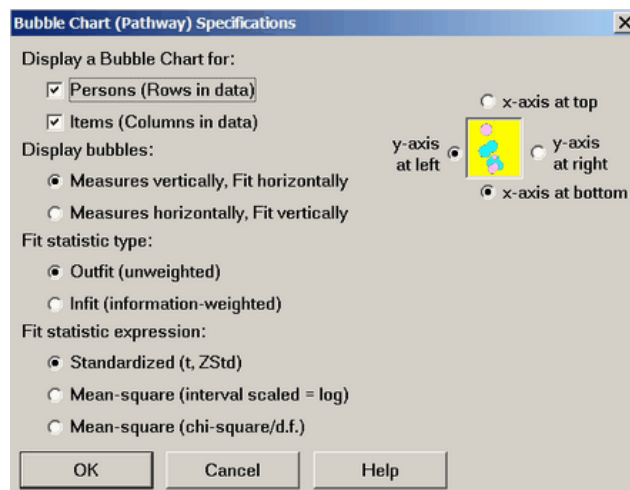 Bubble Chart (Pathway) Specifications
Display a Bubble Chart for:
Persons (Rows in data)
Items (Columns in data)
Display bubbles:
Measures vertically, Fit horizontally
Measures horizontally, Fit vertically
Fit statistic type:
Outfit (unweighted)
Infit (information-weighted)
Fit statistic expression:
Standardized (t, ZStd)
Mean-square (interval scaled = log)
Mean-square (chi-square/d.f.)
x-axis at top
y-axis
at left
y-axis
at right
x-axis at bottom
OK
Cancel
Help